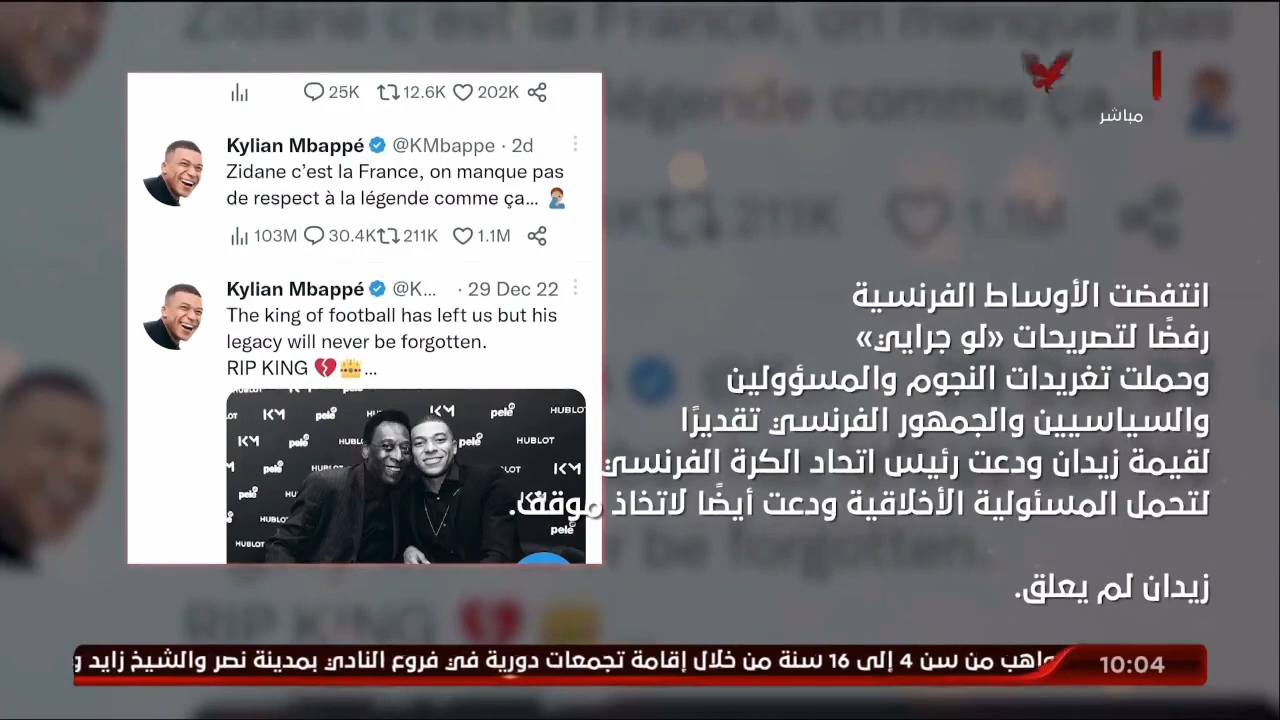 25K 12.6K 202K
Kylian Mbappé @KMbappe · 2d
Zidane c’est la France, on manque pas
de respect à la légende comme ça...
103M 30.4K 211K 1.1M
Kylian Mbappé @K... · 29 Dec 22
The king of football has left us but his
legacy will never be forgotten.
RIP KING ...
KM pelé HUBLOT
مباشر
انتفضت الأوساط الفرنسية
رفضًا لتصريحات «لو جرايي»
وحملت تغريدات النجوم والمسؤولين
والسياسيين والجمهور الفرنسي تقديرًا
لقيمة زيدان ودعت رئيس اتحاد الكرة الفرنسي
لتحمل المسئولية الأخلاقية ودعت أيضًا لاتخاذ موقف.
زيدان لم يعلق.
واهب من سن 4 إلى 16 سنة من خلال إقامة تجمعات دورية في فروع النادي بمدينة نصر والشيخ زايد و
10:04